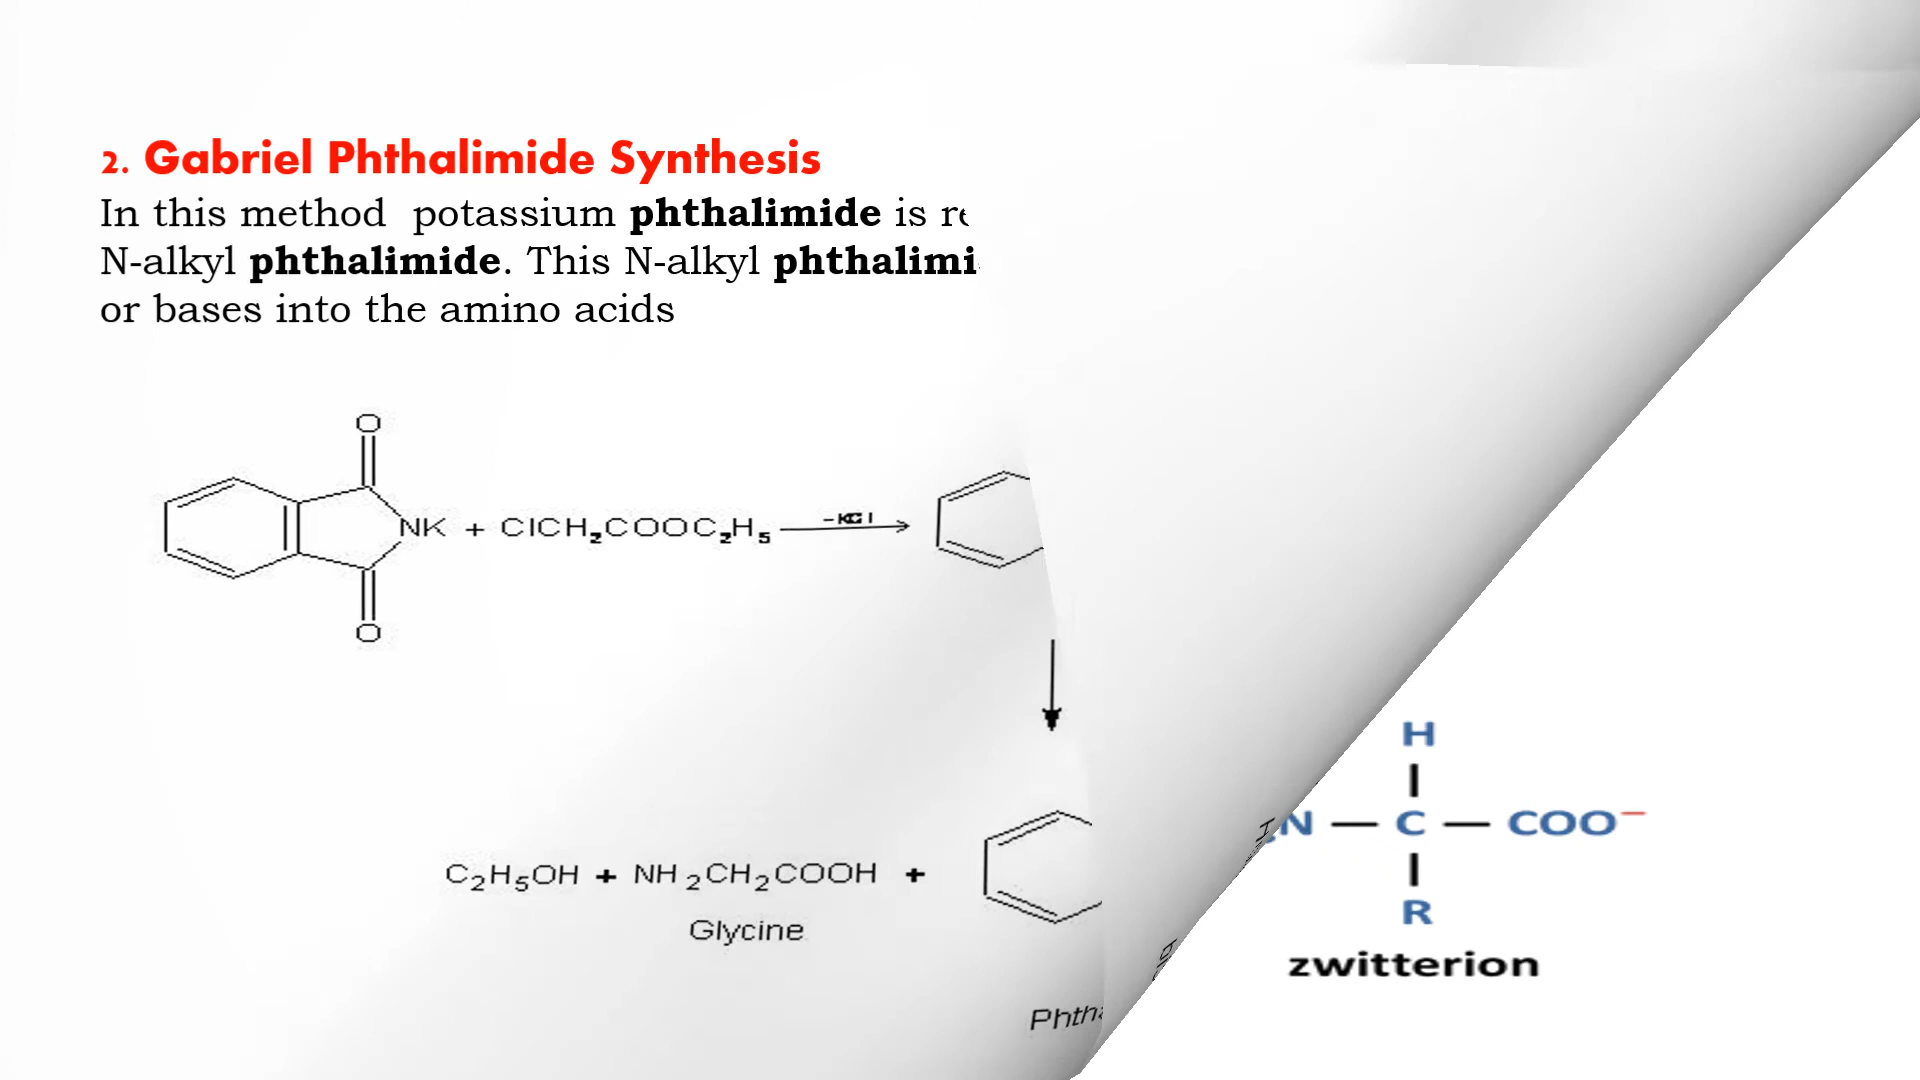 2. Gabriel Phthalimide Synthesis
In this method potassium phthalimide is
N-alkyl phthalimide. This N-alkyl
or bases into the amino acids
O
NK + ClCH₂COOC₂H₅ -KCl
O
C₂H₅OH + NH₂CH₂COOH +
Glycine
H
N — C — COO⁻
R
zwitterion